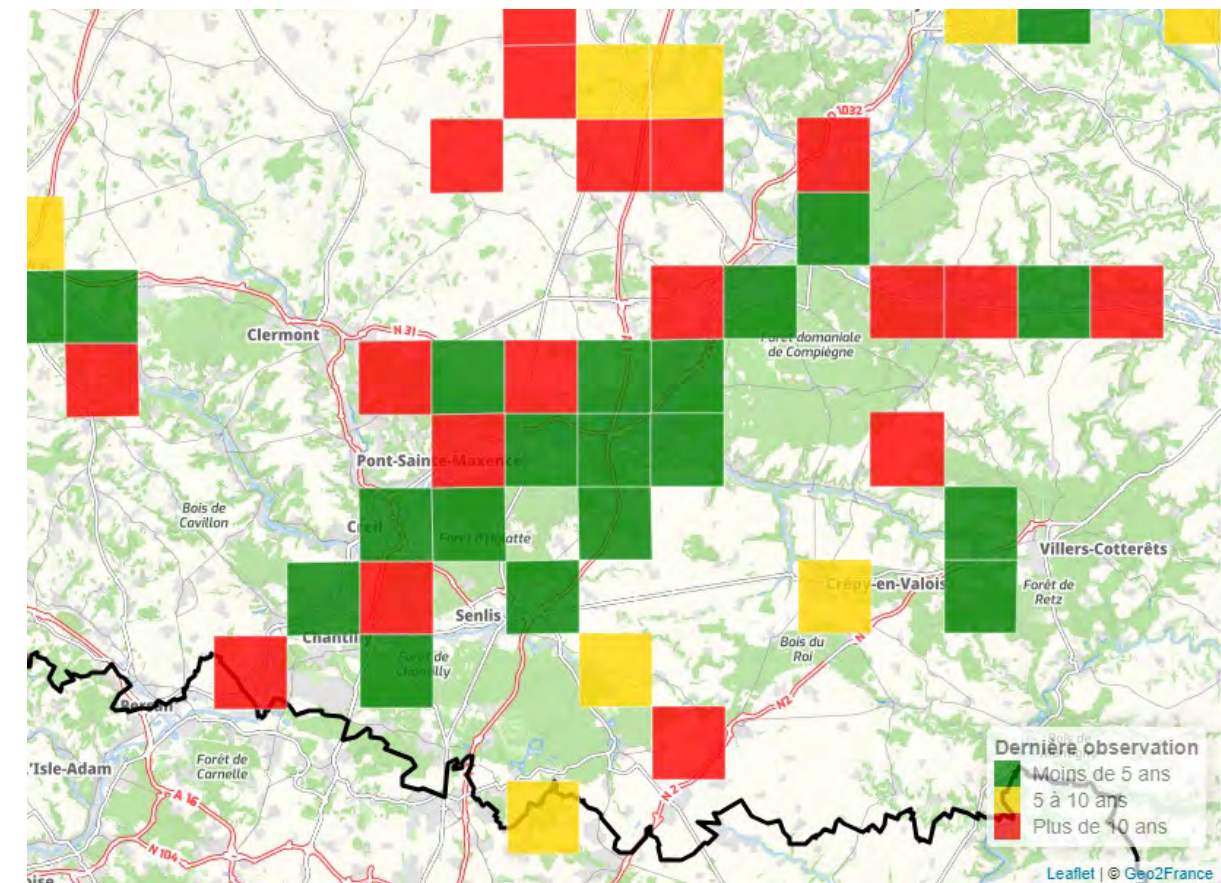 D 1032
Clermont
N 31
Forêt domaniale
de Compiègne
Pont-Sainte-Maxence
Bois de
Cavillon
Creil
Forêt d'Halatte
Villers-Cotterêts
Crépy-en-Valois
Forêt de
Retz
Senlis
Chantilly
Bois du
Roi
Forêt de
Chantilly
Persan
N2
Forêt de
Carnelle
'Isle-Adam
A 16
N 2
N 104
Dernière observation
Moins de 5 ans
5 à 10 ans
Plus de 10 ans
Leaflet | © Geo2France